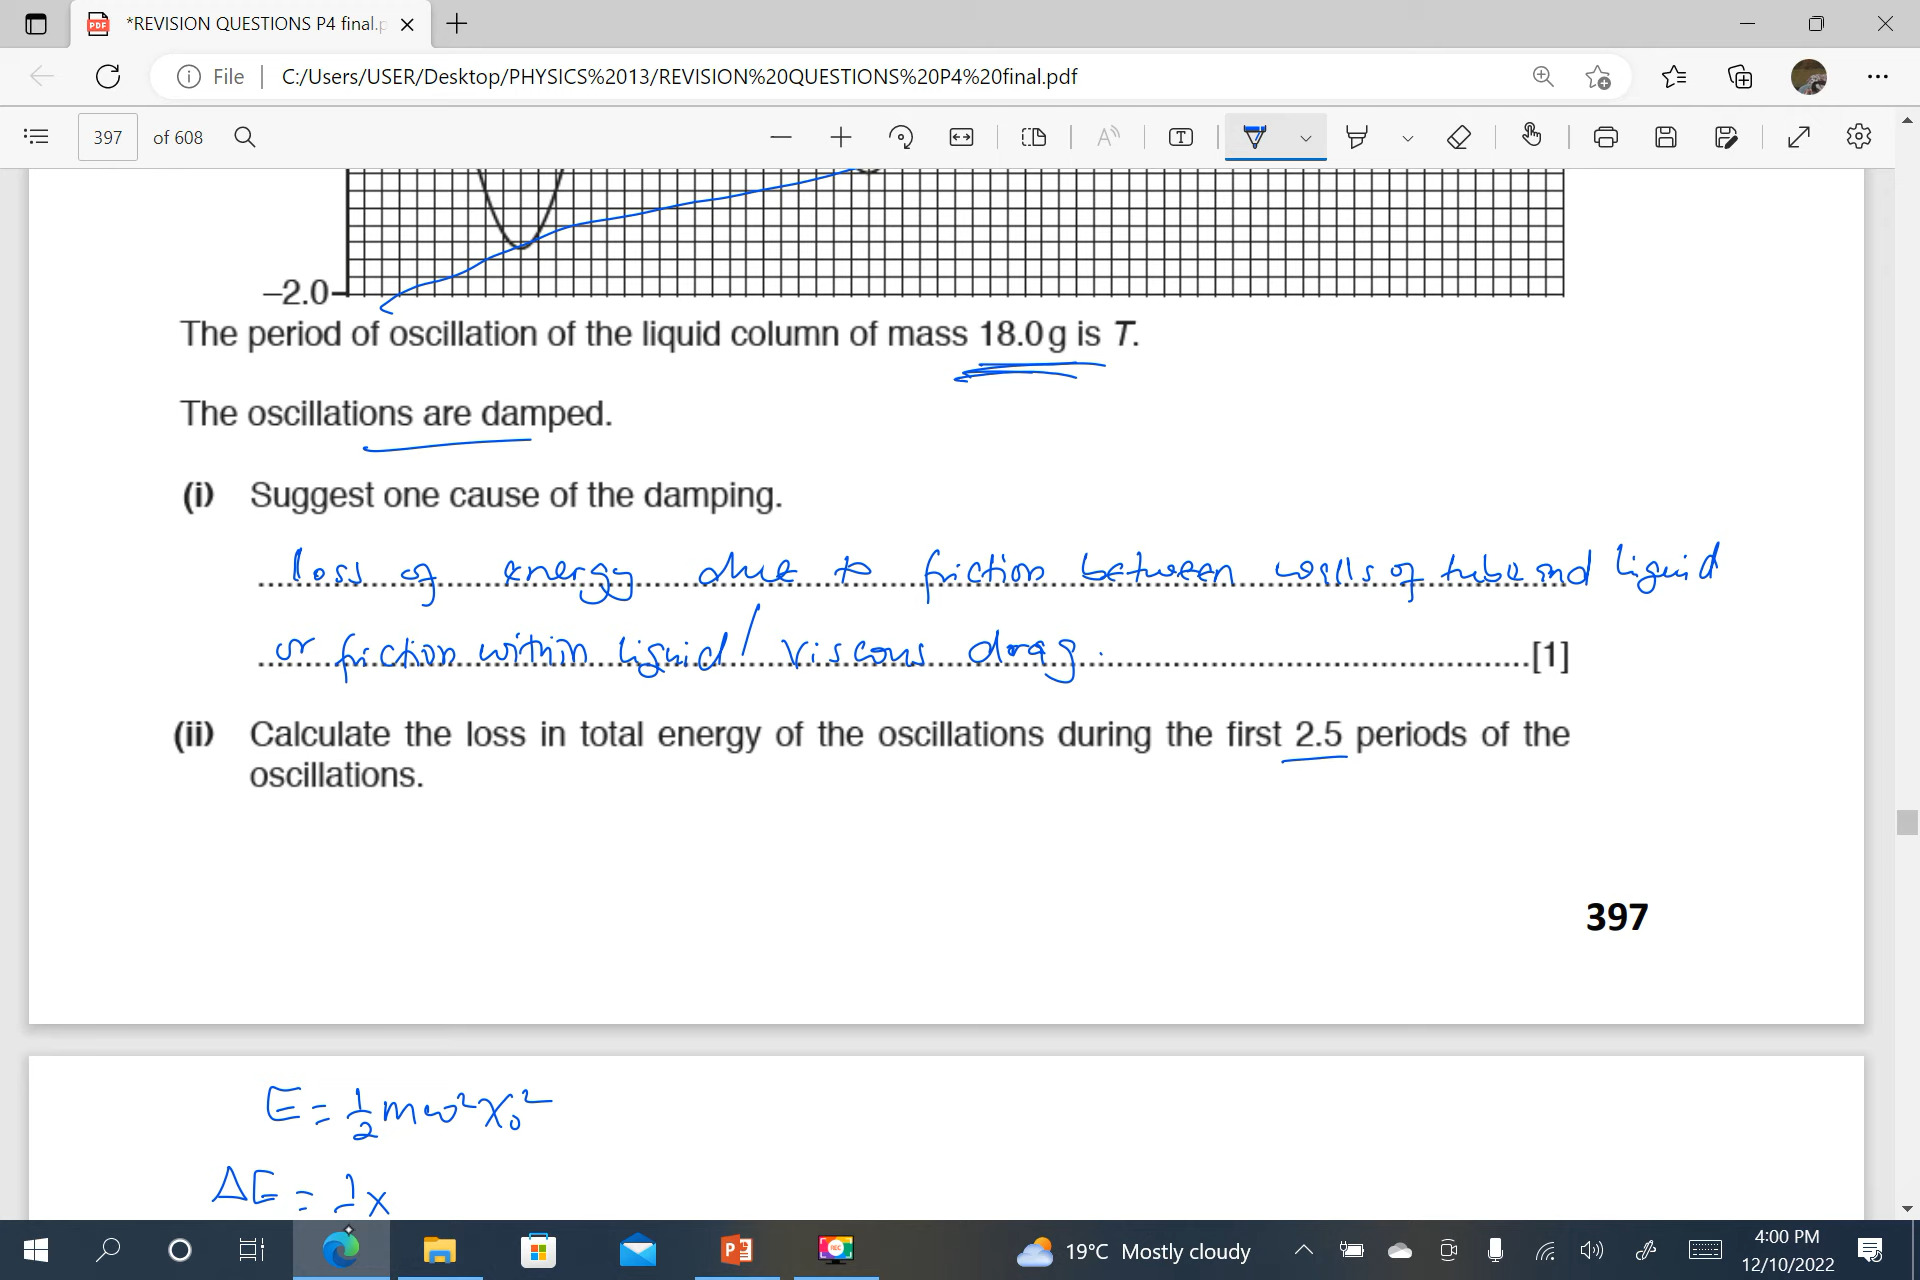 *REVISION QUESTIONS P4 final.p
File
C:/Users/USER/Desktop/PHYSICS%2013/REVISION%20QUESTIONS%20P4%20final.pdf
397 of 608
−2.0
The period of oscillation of the liquid column of mass 18.0 g is T.
The oscillations are damped.
(i) Suggest one cause of the damping.
loss of energy due to friction between walls of tube and liquid
or friction within liquid / viscous drag. [1]
(ii) Calculate the loss in total energy of the oscillations during the first 2.5 periods of the
oscillations.
397
E = 1/2 mω²x₀²
ΔE = 1 x
19°C Mostly cloudy
4:00 PM
12/10/2022